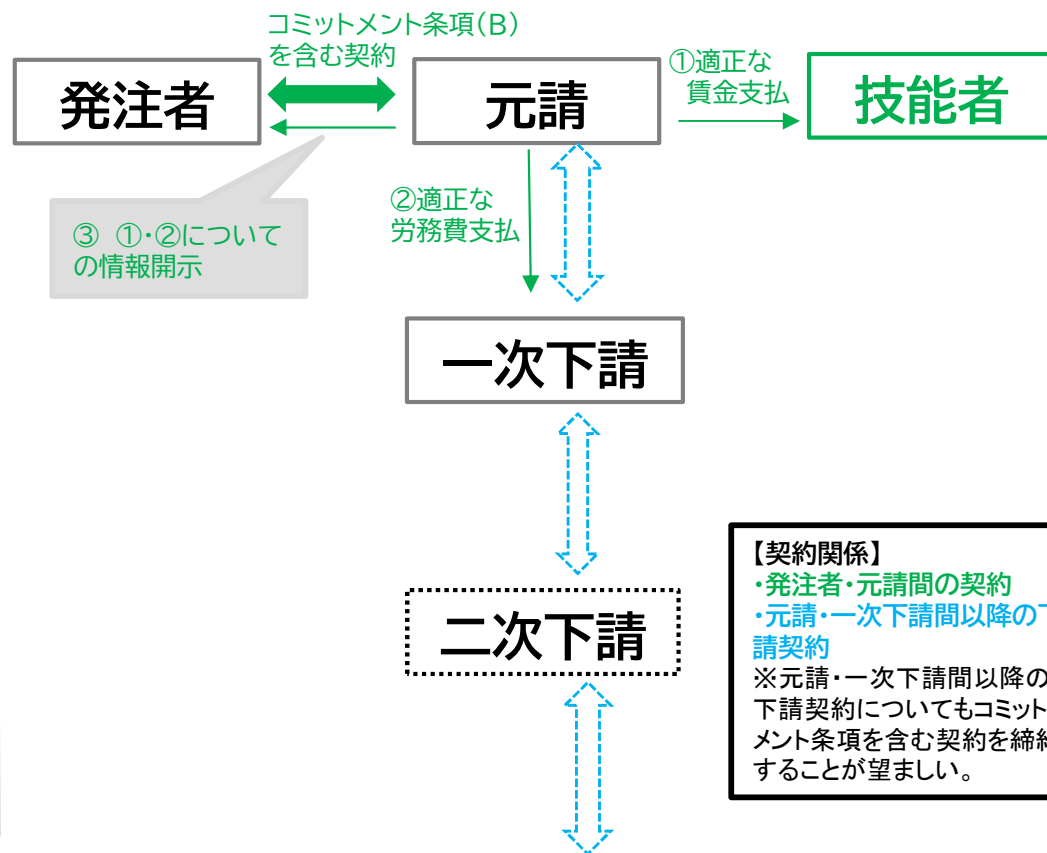 コミットメント条項(B)
を含む契約
発注者
元請
①適正な
賃金支払
技能者
②適正な
労務費支払
③ ①・②について
の情報開示
一次下請
二次下請
【契約関係】
・発注者・元請間の契約
・元請・一次下請間以降の
請契約
※元請・一次下請間以降の
下請契約についてもコミット
メント条項を含む契約を締
することが望ましい。